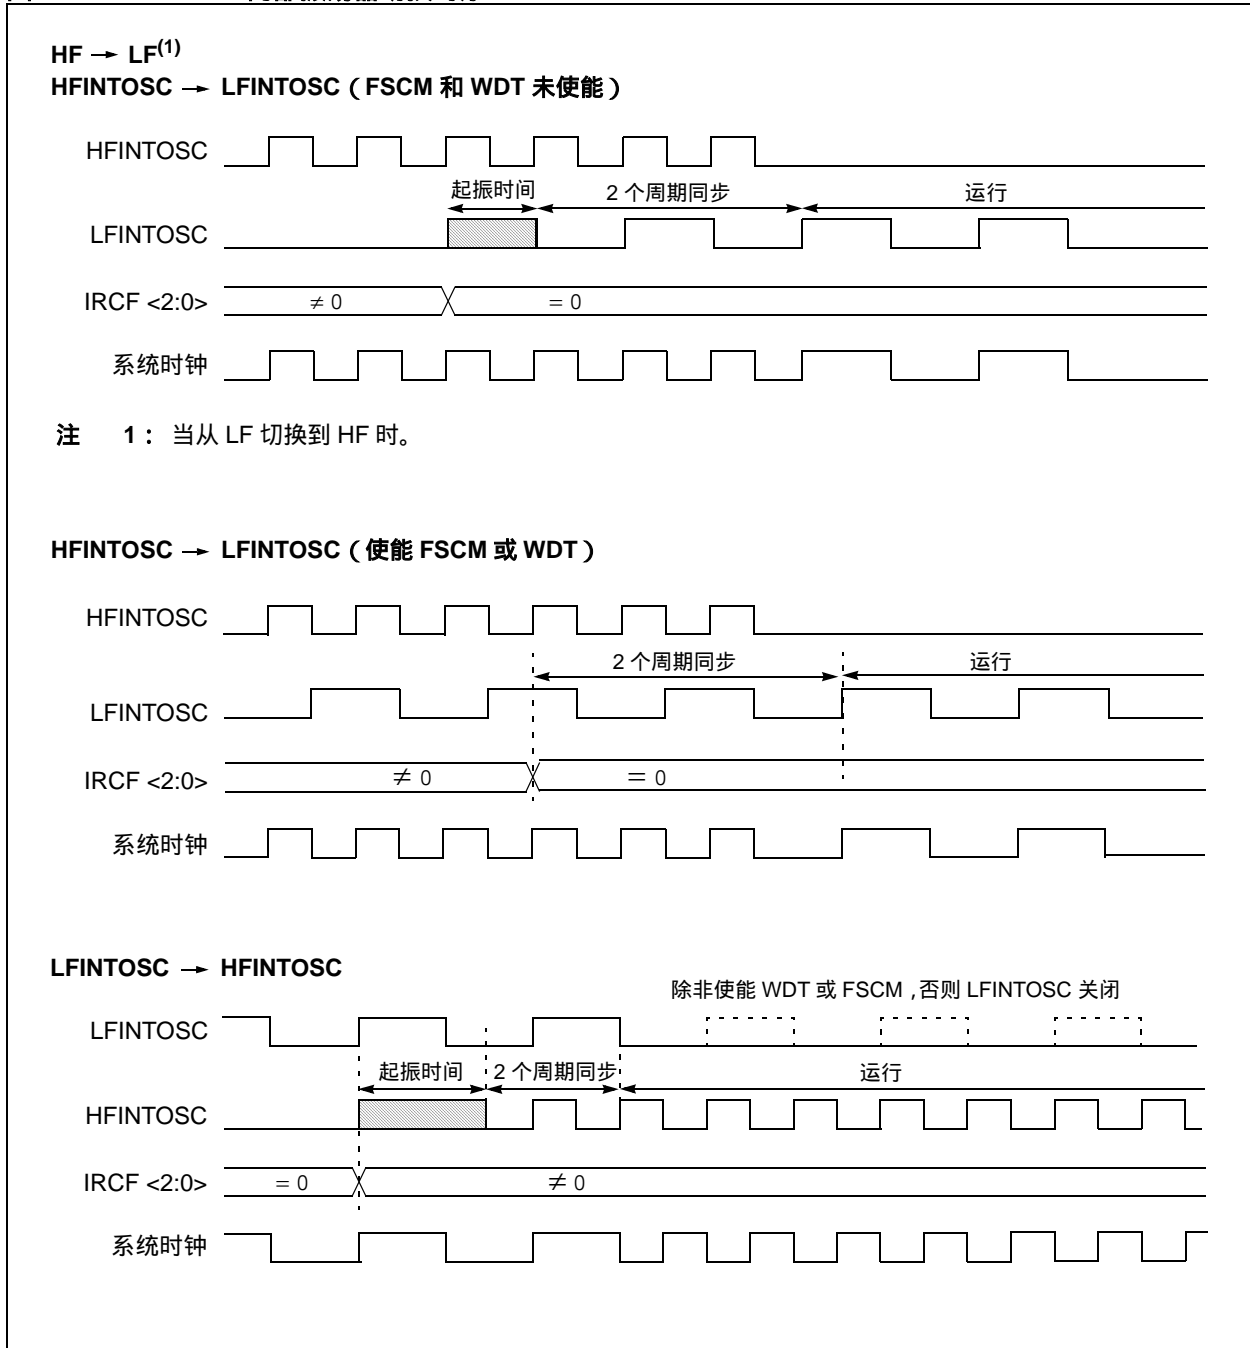 HF → LF(1)
HFINTOSC → LFINTOSC（FSCM 和 WDT 未使能）
HFINTOSC
起振时间
2 个周期同步
运行
LFINTOSC
IRCF <2:0>
≠ 0
= 0
系统时钟
注 1： 当从 LF 切换到 HF 时。
HFINTOSC → LFINTOSC（使能 FSCM 或 WDT）
HFINTOSC
2 个周期同步
运行
LFINTOSC
IRCF <2:0>
≠ 0
= 0
系统时钟
LFINTOSC → HFINTOSC
除非使能 WDT 或 FSCM，否则 LFINTOSC 关闭
LFINTOSC
起振时间
2 个周期同步
运行
HFINTOSC
IRCF <2:0>
= 0
≠ 0
系统时钟